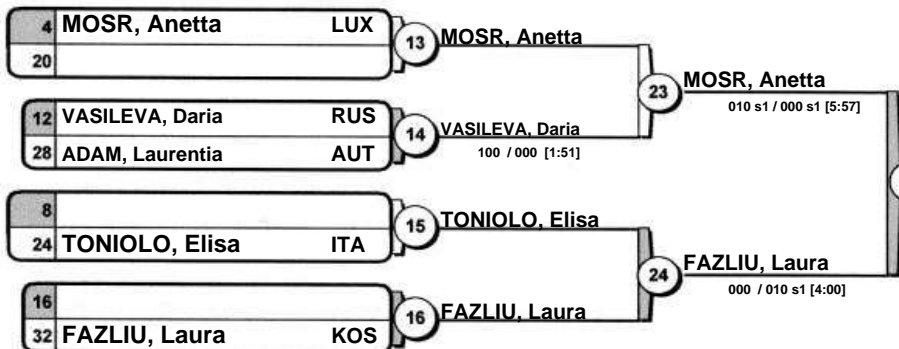 4 MOSR, Anetta LUX
20
13 MOSR, Anetta
12 VASILEVA, Daria RUS
28 ADAM, Laurentia AUT
14 VASILEVA, Daria
100 / 000 [1:51]
23 MOSR, Anetta
010 s1 / 000 s1 [5:57]
8
24 TONIOLO, Elisa ITA
15 TONIOLO, Elisa
16
32 FAZLIU, Laura KOS
16 FAZLIU, Laura
24 FAZLIU, Laura
000 / 010 s1 [4:00]